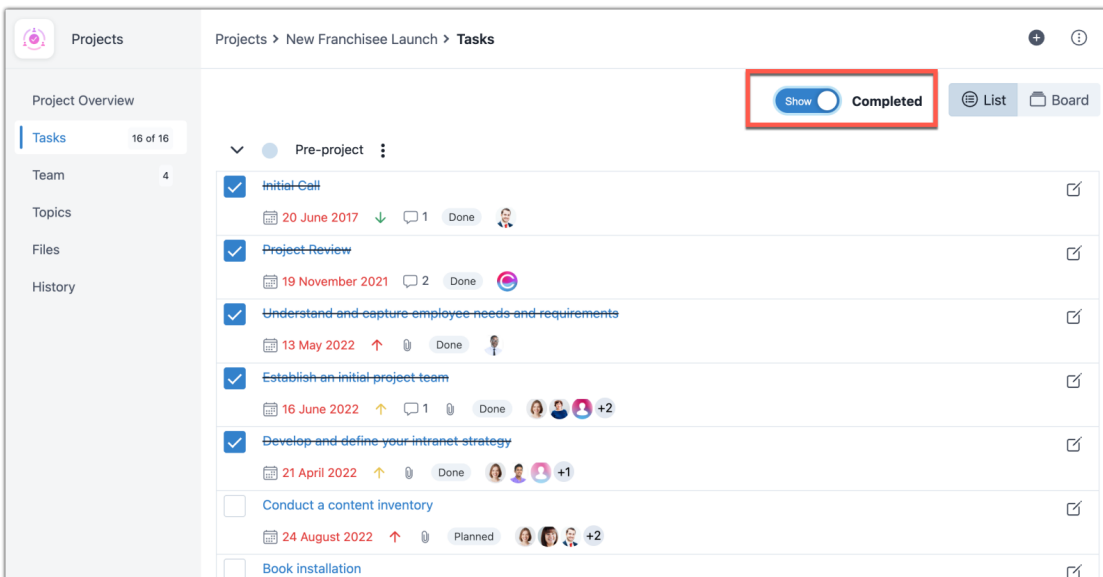 Projects
Projects > New Franchisee Launch > Tasks
Show Completed
List
Board
Project Overview
Tasks 16 of 16
Team 4
Topics
Files
History
Pre-project
Initial Call
20 June 2017 1 Done
Project Review
19 November 2021 2 Done
Understand and capture employee needs and requirements
13 May 2022 Done
Establish an initial project team
16 June 2022 1 Done +2
Develop and define your intranet strategy
21 April 2022 Done +1
Conduct a content inventory
24 August 2022 Planned +2
Book installation